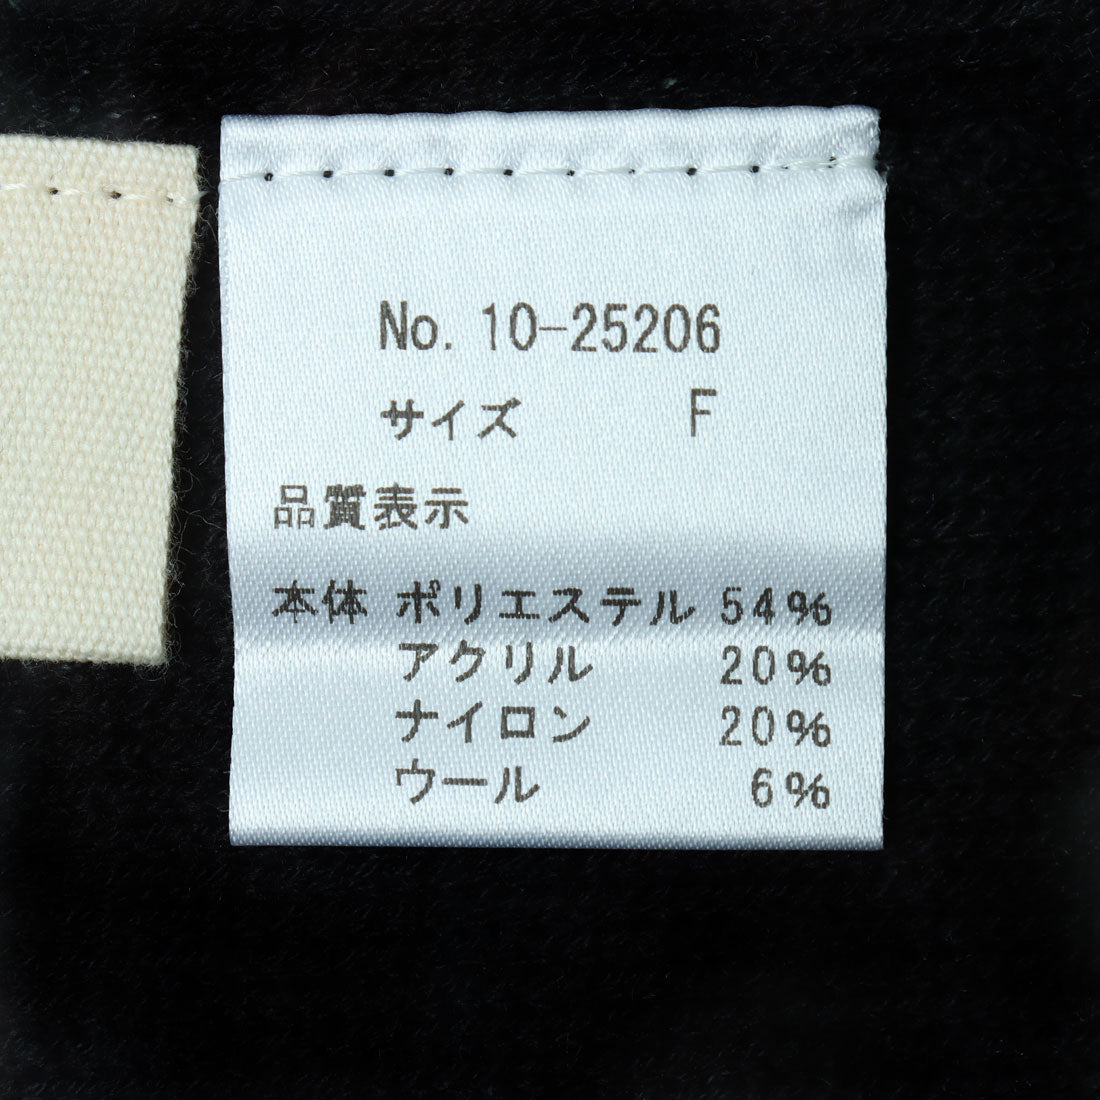 No. 10-25206
サイズ F
品質表示
本体 ポリエステル 54%
アクリル 20%
ナイロン 20%
ウール 6%